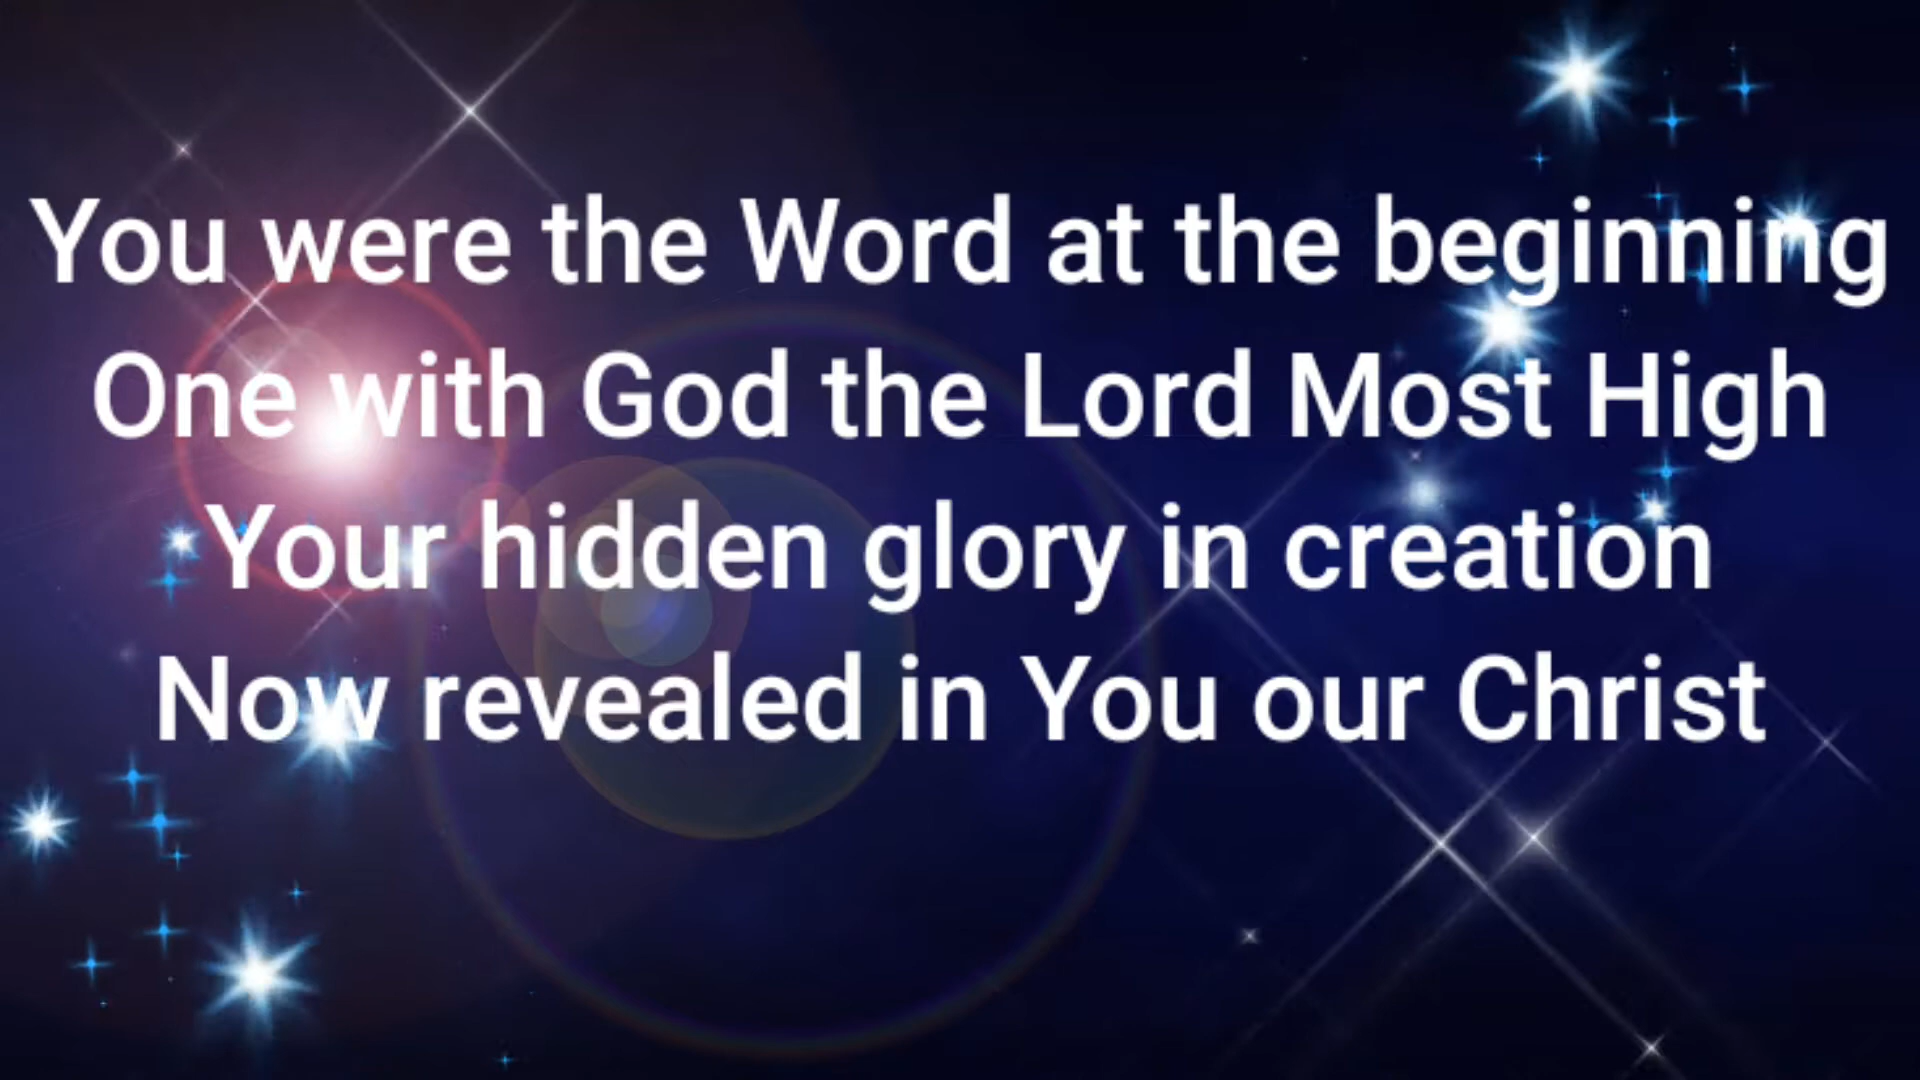 You were the Word at the beginning
One with God the Lord Most High
Your hidden glory in creation
Now revealed in You our Christ